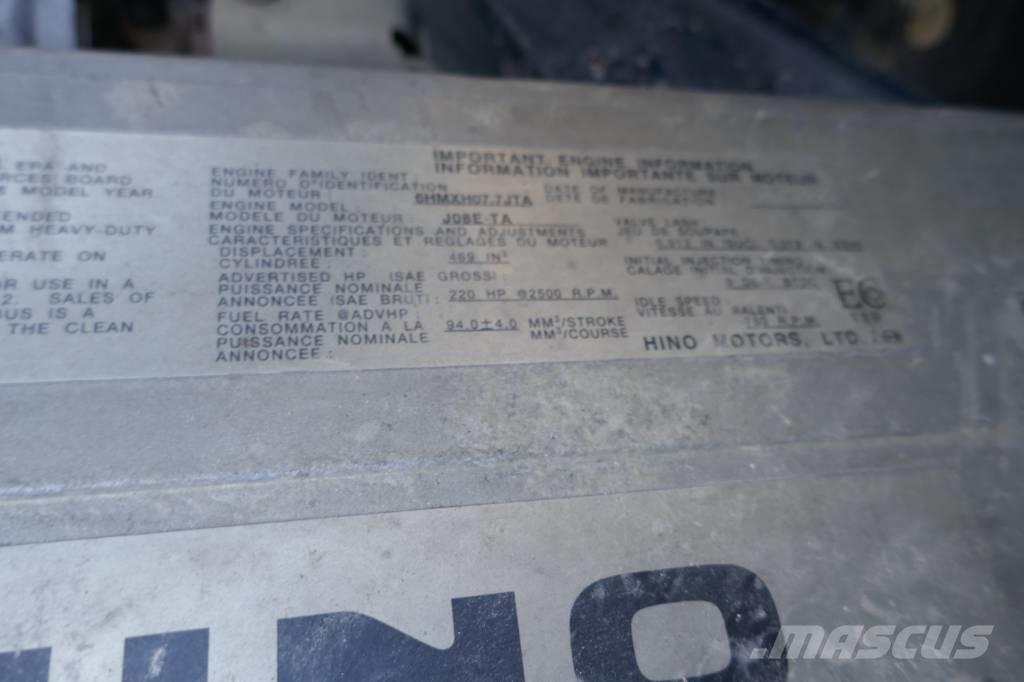 EPA AND
BOARD
MODEL YEAR
HEAVY-DUTY
ERATE ON
OR USE IN A
2. SALES OF
BUS IS A
THE CLEAN
IMPORTANT ENGINE INFORMATION
INFORMATION IMPORTANTE SUR MOTEUR
ENGINE FAMILY IDENT.:
NUMERO D'IDENTIFICATION
DU MOTEUR: 6HMXH07.7JTA
DATE OF MANUFACTURE
DATE DE FABRICATION
ENGINE MODEL:
MODELE DU MOTEUR: J08E-TA
ENGINE SPECIFICATIONS AND ADJUSTMENTS
CARACTERISTIQUES ET REGLAGES DU MOTEUR
VALVE LASH
JEU DE SOUPAPE
DISPLACEMENT:
CYLINDREE: 469 IN³
INITIAL INJECTION TIMING
CALAGE INITIAL D'INJECTION
ADVERTISED HP (SAE GROSS):
PUISSANCE NOMINALE
ANNONCEE (SAE BRUT): 220 HP @2500 R.P.M.
IDLE SPEED
VITESSE AU RALENTI
R.P.M.
FUEL RATE @ADVHP:
CONSOMMATION A LA
PUISSANCE NOMINALE
ANNONCEE:
94.0±4.0 MM³/STROKE
MM³/COURSE
HINO MOTORS, LTD.
INO
MASCUS